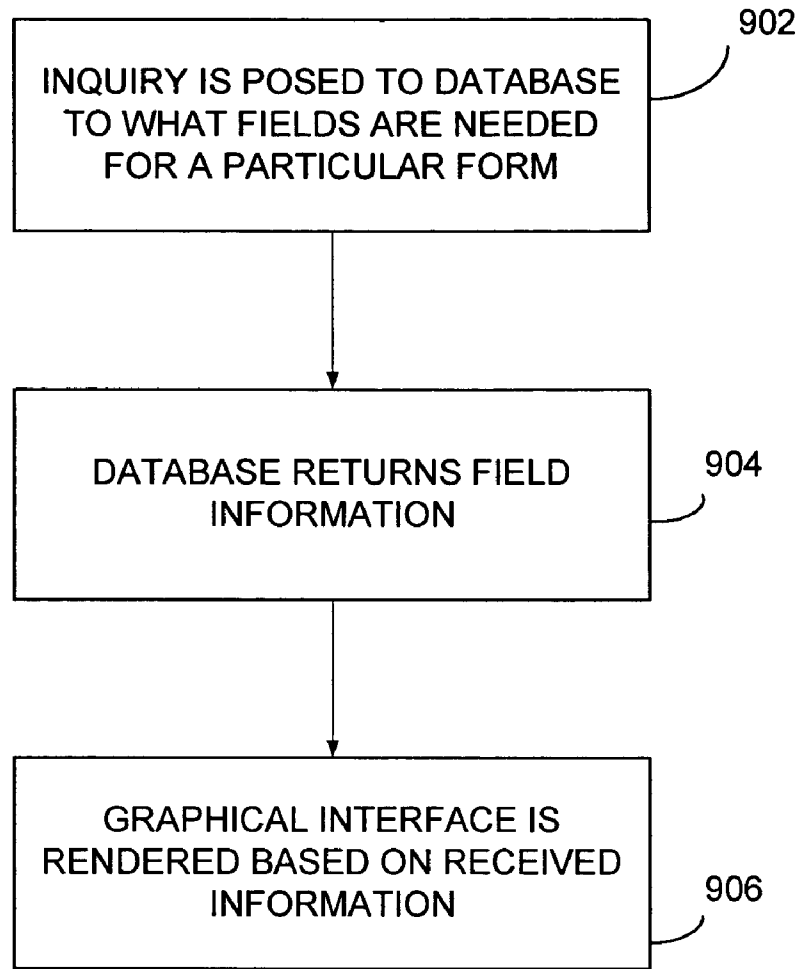 902
INQUIRY IS POSED TO DATABASE
TO WHAT FIELDS ARE NEEDED
FOR A PARTICULAR FORM
904
DATABASE RETURNS FIELD
INFORMATION
GRAPHICAL INTERFACE IS
RENDERED BASED ON RECEIVED
INFORMATION
906